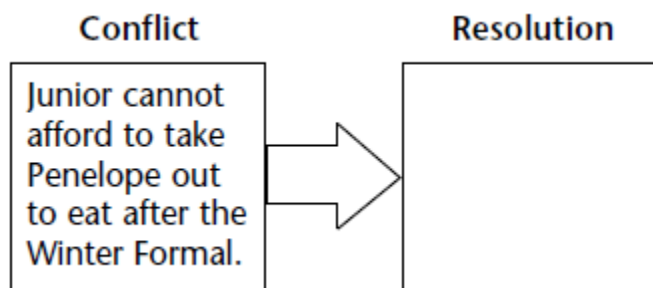 Conflict
Resolution
Junior cannot
afford to take
Penelope out
to eat after the
Winter Formal.